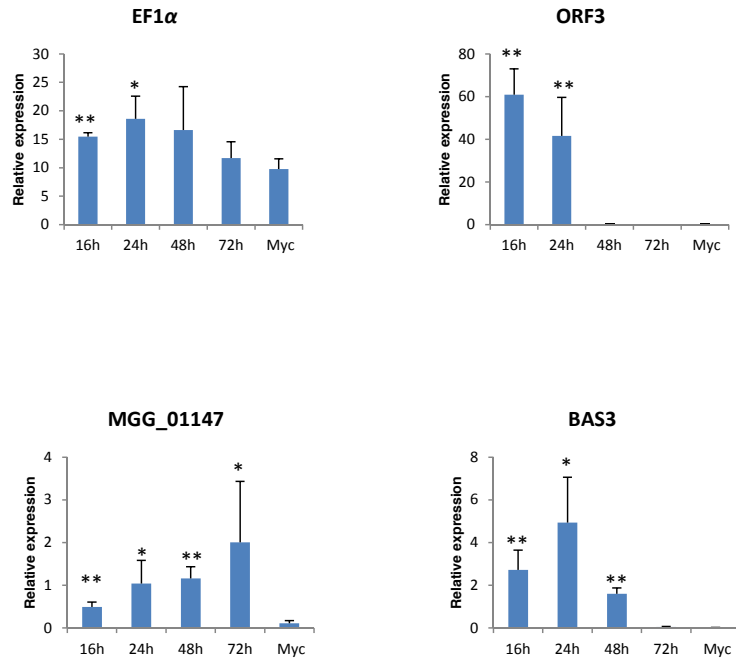 EF1α
Relative expression
30
25
20
15
10
5
0
**
*
16h 24h 48h 72h Myc
ORF3
Relative expression
80
60
40
20
0
**
**
16h 24h 48h 72h Myc
MGG_01147
Relative expression
4
3
2
1
0
**
*
**
*
16h 24h 48h 72h Myc
BAS3
Relative expression
8
6
4
2
0
**
*
**
16h 24h 48h 72h Myc